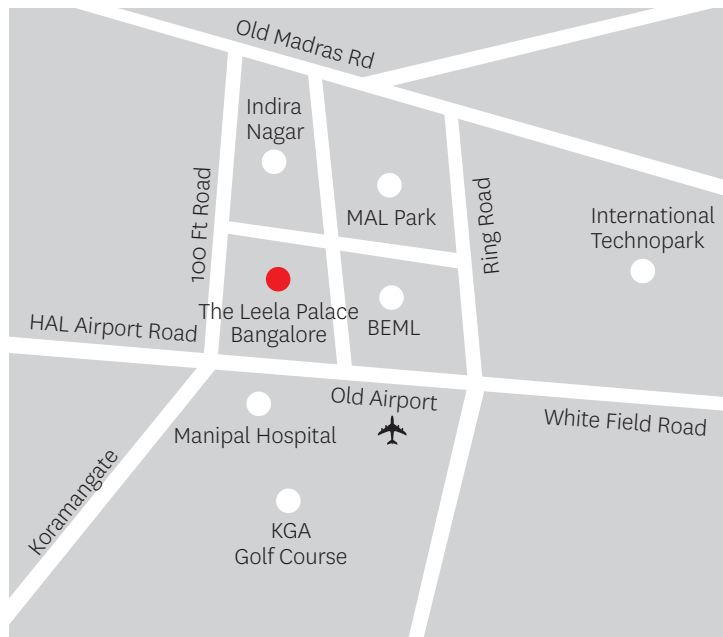 Old Madras Rd
Indira
Nagar
MAL Park
100 Ft Road
Ring Road
International
Technopark
The Leela Palace
Bangalore
BEML
HAL Airport Road
Old Airport
White Field Road
Manipal Hospital
Koramangate
KGA
Golf Course